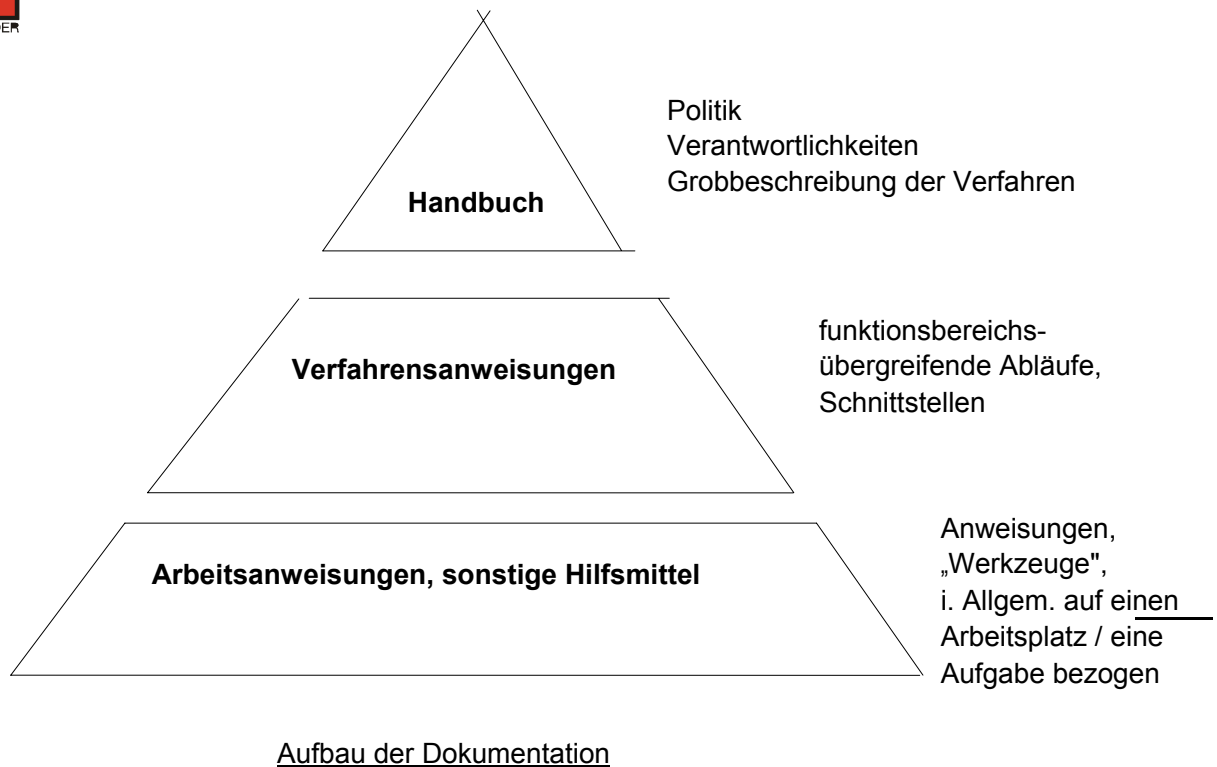 Politik
Verantwortlichkeiten
Grobbeschreibung der Verfahren
Handbuch
funktionsbereichs-
übergreifende Abläufe,
Schnittstellen
Verfahrensanweisungen
Anweisungen,
„Werkzeuge",
i. Allgem. auf einen
Arbeitsplatz / eine
Aufgabe bezogen
Arbeitsanweisungen, sonstige Hilfsmittel
Aufbau der Dokumentation